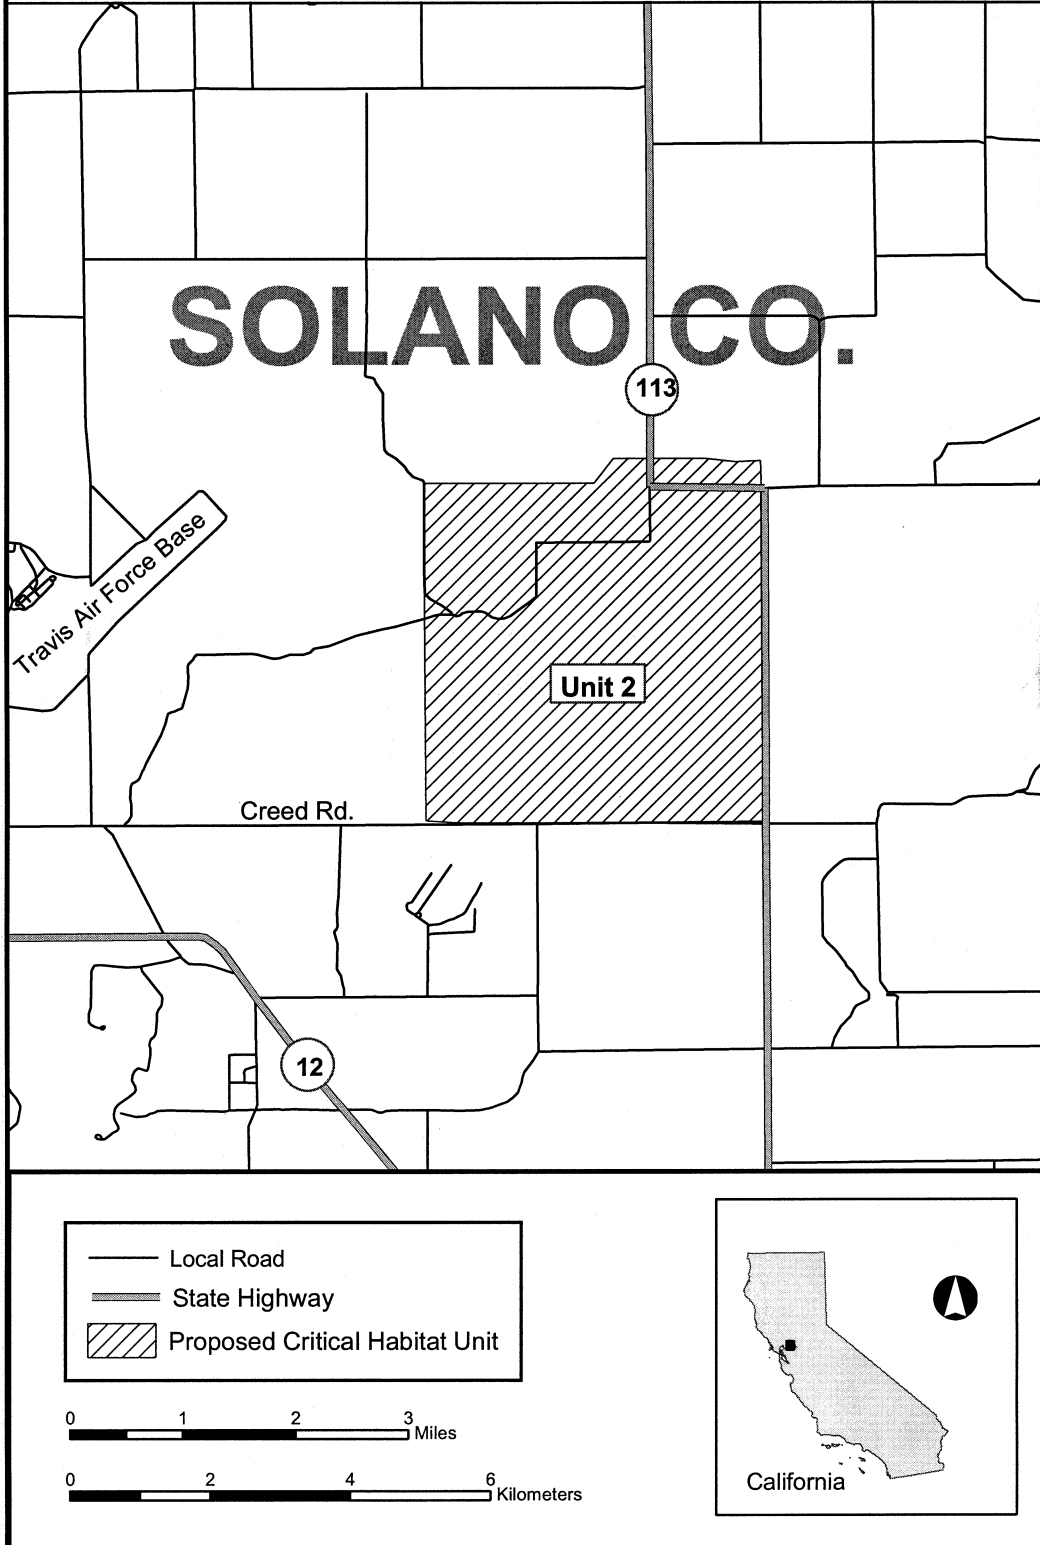 SOLANO CO.
113
Travis Air Force Base
Unit 2
Creed Rd.
12
Local Road
State Highway
Proposed Critical Habitat Unit
0 1 2 3
Miles
0 2 4 6
Kilometers
California